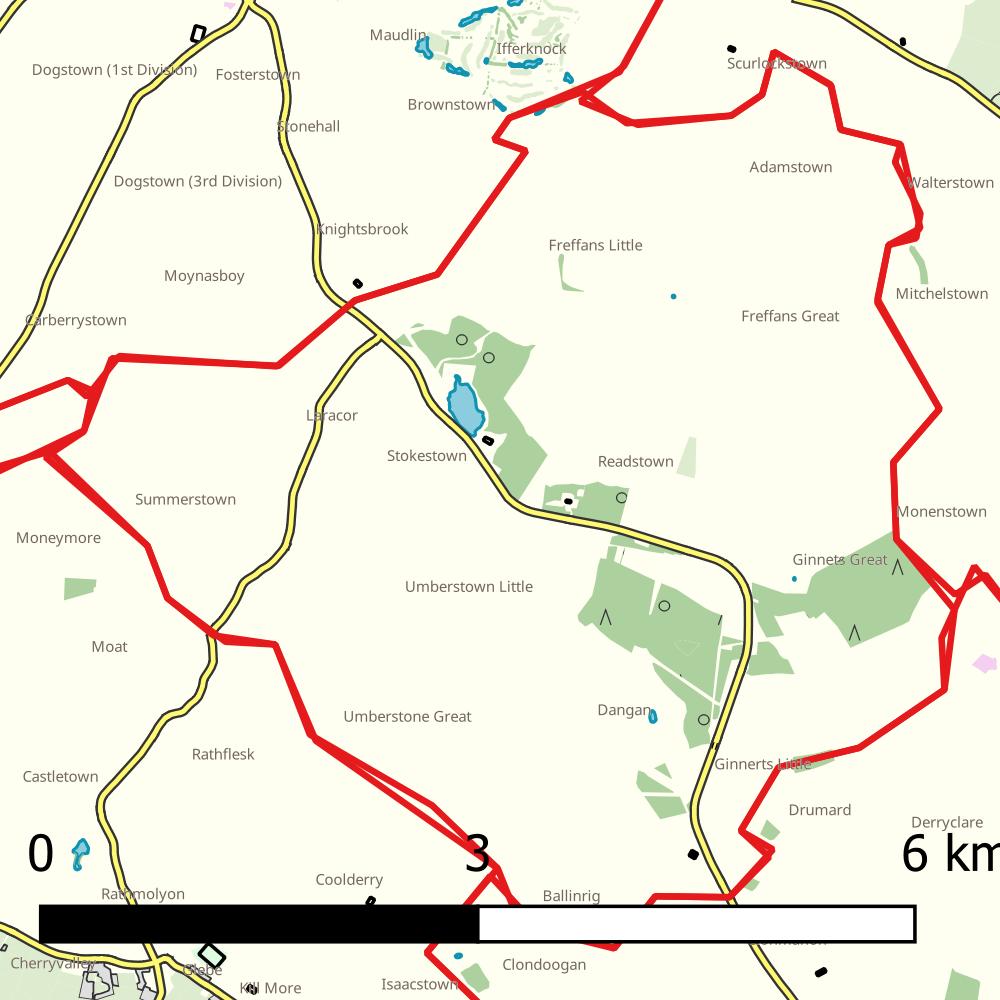 Maudlin
Ifferknock
Scurlockstown
Dogstown (1st Division)
Fosterstown
Brownstown
Stonehall
Adamstown
Dogstown (3rd Division)
Walterstown
Knightsbrook
Freffans Little
Moynasboy
Mitchelstown
Carberrystown
Freffans Great
Laracor
Stokestown
Readstown
Summerstown
Monenstown
Moneymore
Ginnets Great
Umberstown Little
Moat
Dangan
Umberstone Great
Rathflesk
Ginnerts Little
Castletown
Drumard
Derryclare
0 3 6 km
Coolderry
Rathmolyon
Ballinrig
Cherryvalley
Glebe
Clondoogan
Kill More
Isaacstown